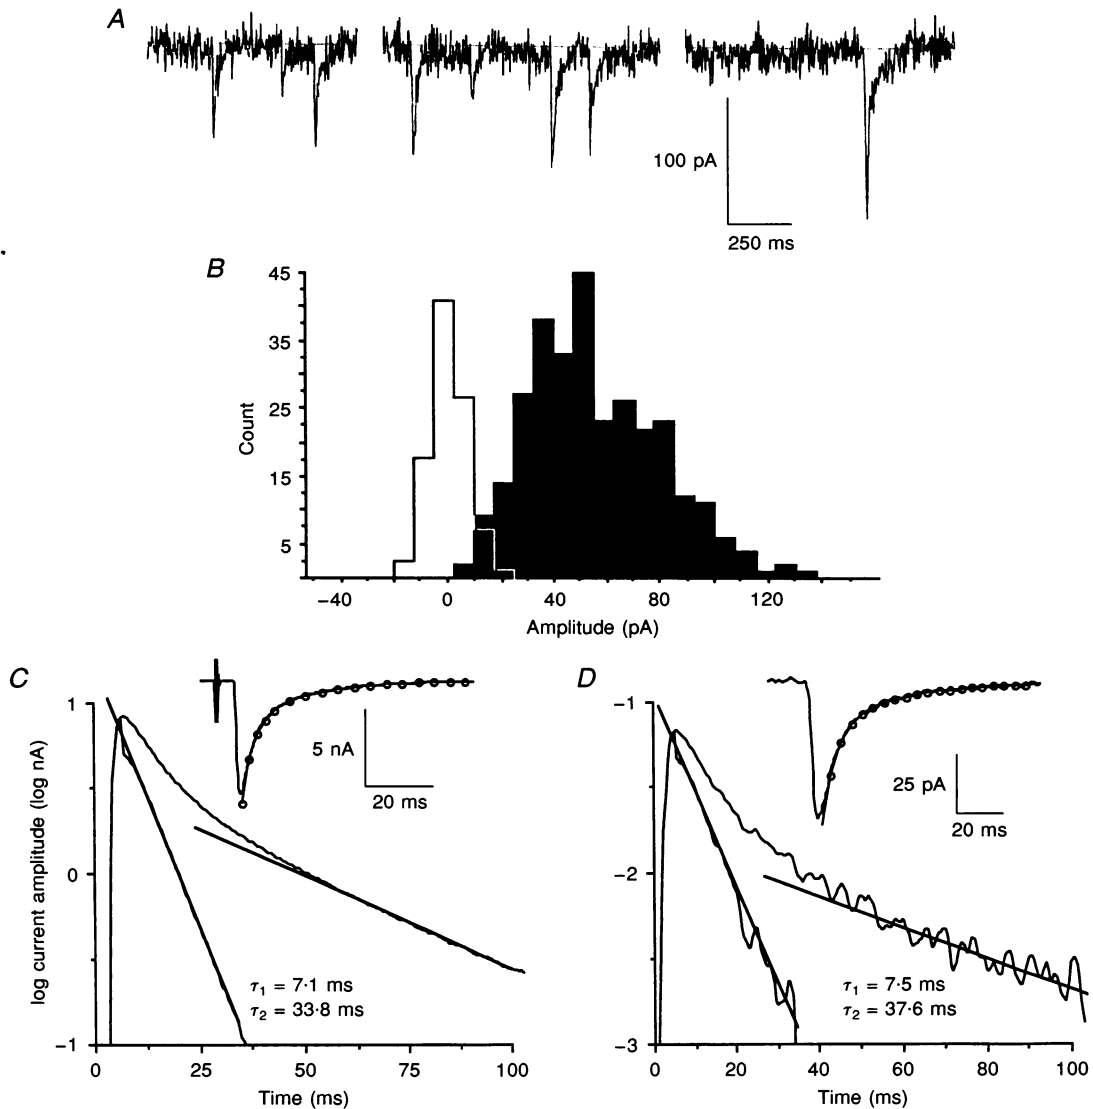 A
100 pA
250 ms
B
45
35
25
15
5
Count
−40 0 40 80 120
Amplitude (pA)
C
5 nA
20 ms
1
0
−1
log current amplitude (log nA)
τ1 = 7·1 ms
τ2 = 33·8 ms
0 25 50 75 100
Time (ms)
D
25 pA
20 ms
−1
−2
−3
τ1 = 7·5 ms
τ2 = 37·6 ms
0 20 40 60 80 100
Time (ms)